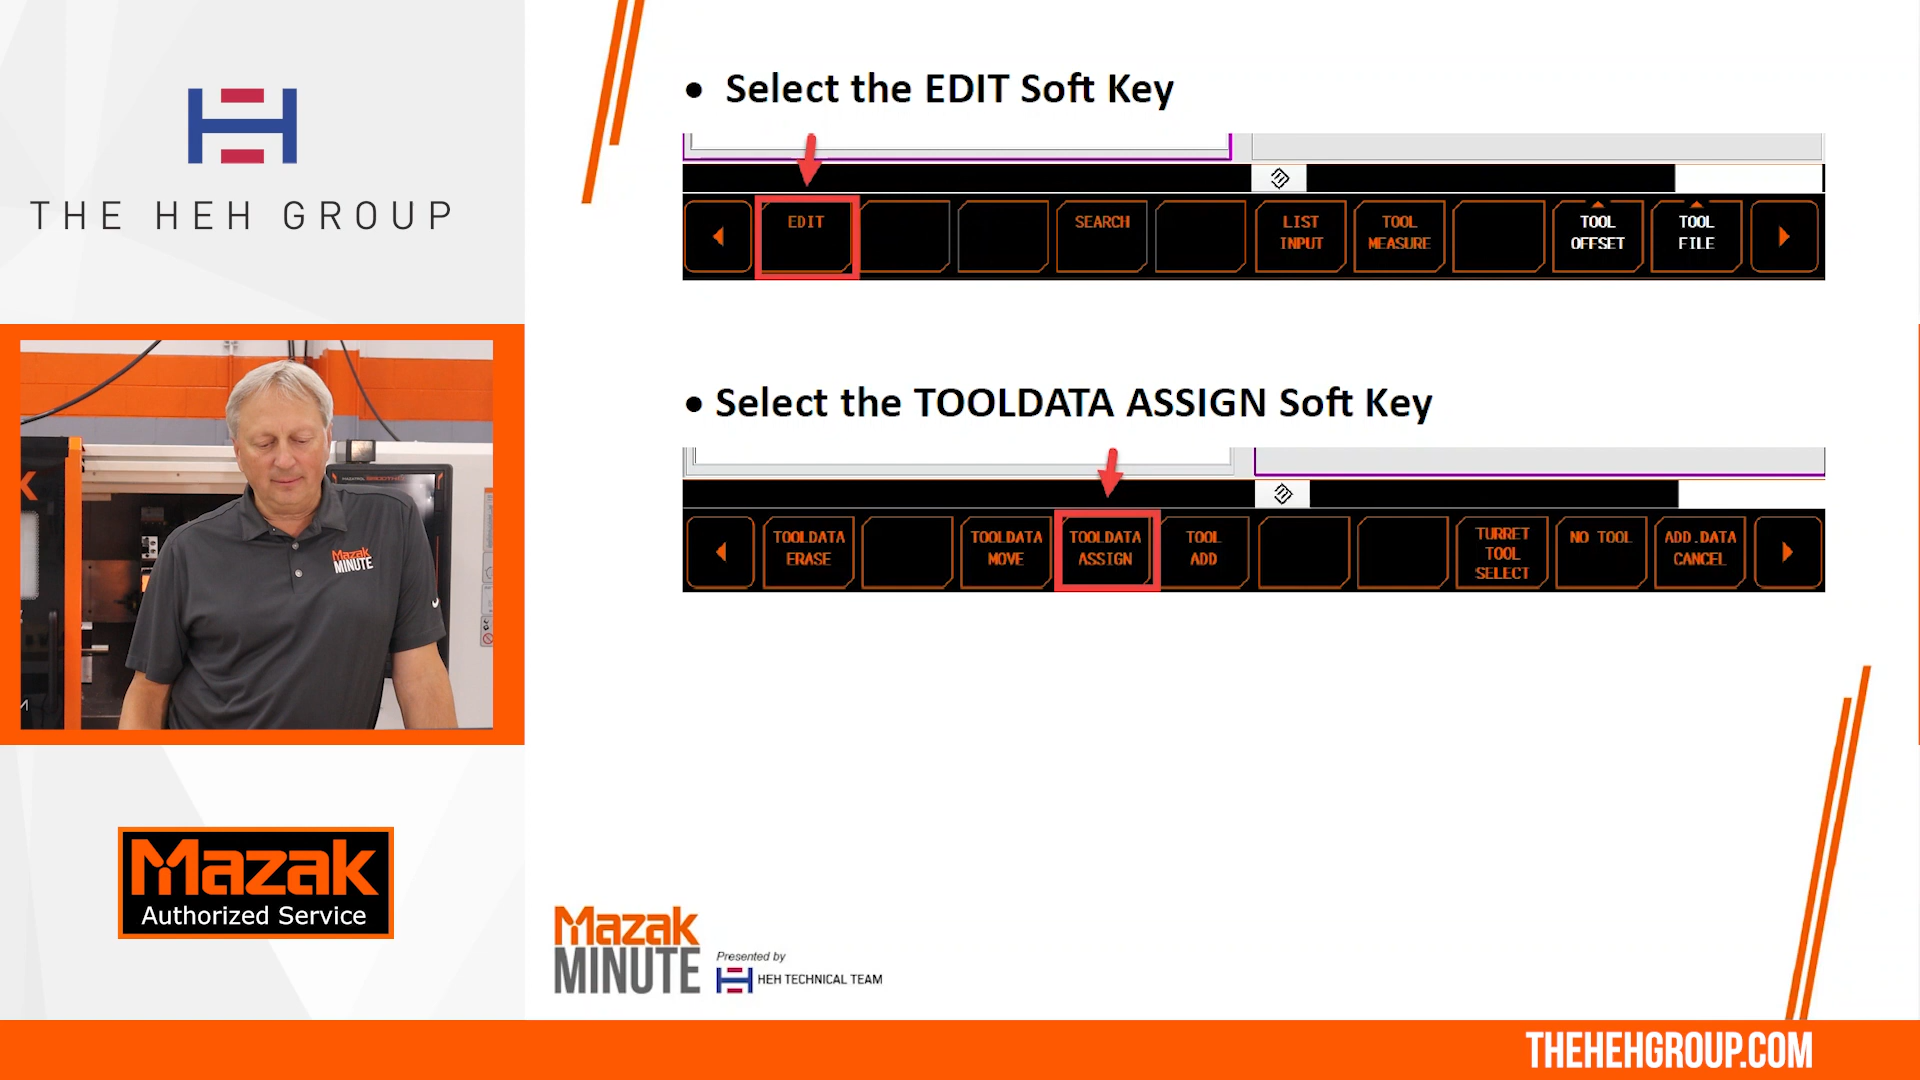 THE HEH GROUP
• Select the EDIT Soft Key
EDIT
SEARCH
LIST
INPUT
TOOL
MEASURE
TOOL
OFFSET
TOOL
FILE
• Select the TOOLDATA ASSIGN Soft Key
TOOLDATA
ERASE
TOOLDATA
MOVE
TOOLDATA
ASSIGN
TOOL
ADD
TURRET
TOOL
SELECT
NO TOOL
ADD.DATA
CANCEL
Mazak
MINUTE
Mazak
Authorized Service
Mazak
MINUTE
Presented by
HEH TECHNICAL TEAM
THEHEHGROUP.COM